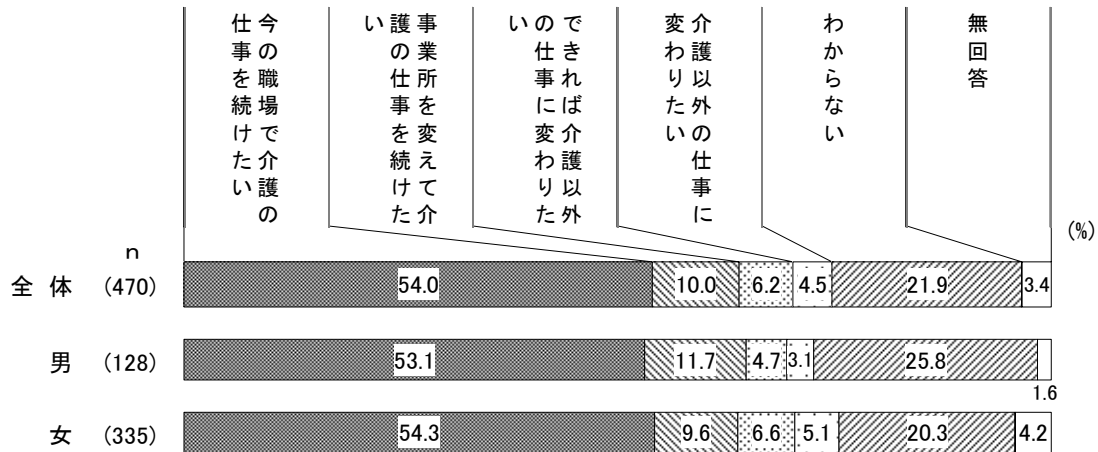 今の職場で介護の
仕事を続けたい
事業所を変えて介
護の仕事を続けた
い
できれば介護以外
の仕事に変わりた
い
介護以外の仕事に
変わりたい
わからない
無回答
(%)
n
全体 (470) 54.0 10.0 6.2 4.5 21.9 3.4
男 (128) 53.1 11.7 4.7 3.1 25.8 1.6
女 (335) 54.3 9.6 6.6 5.1 20.3 4.2